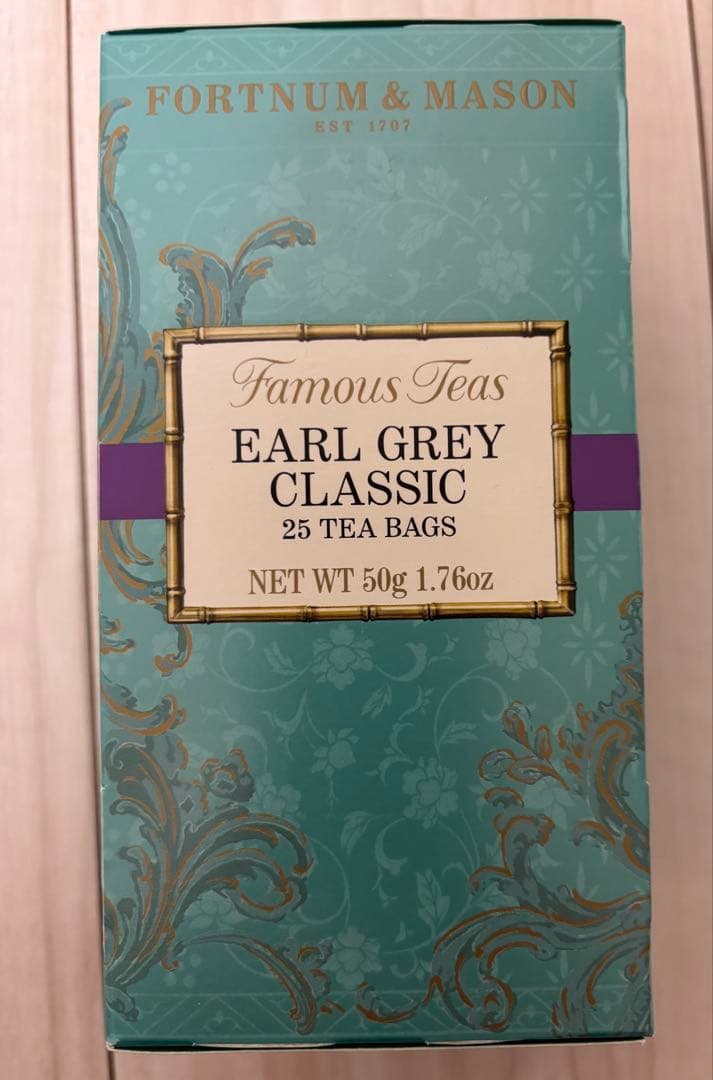 FORTNUM & MASON
EST 1707
Famous Teas
EARL GREY
CLASSIC
25 TEA BAGS
NET WT 50g 1.76oz